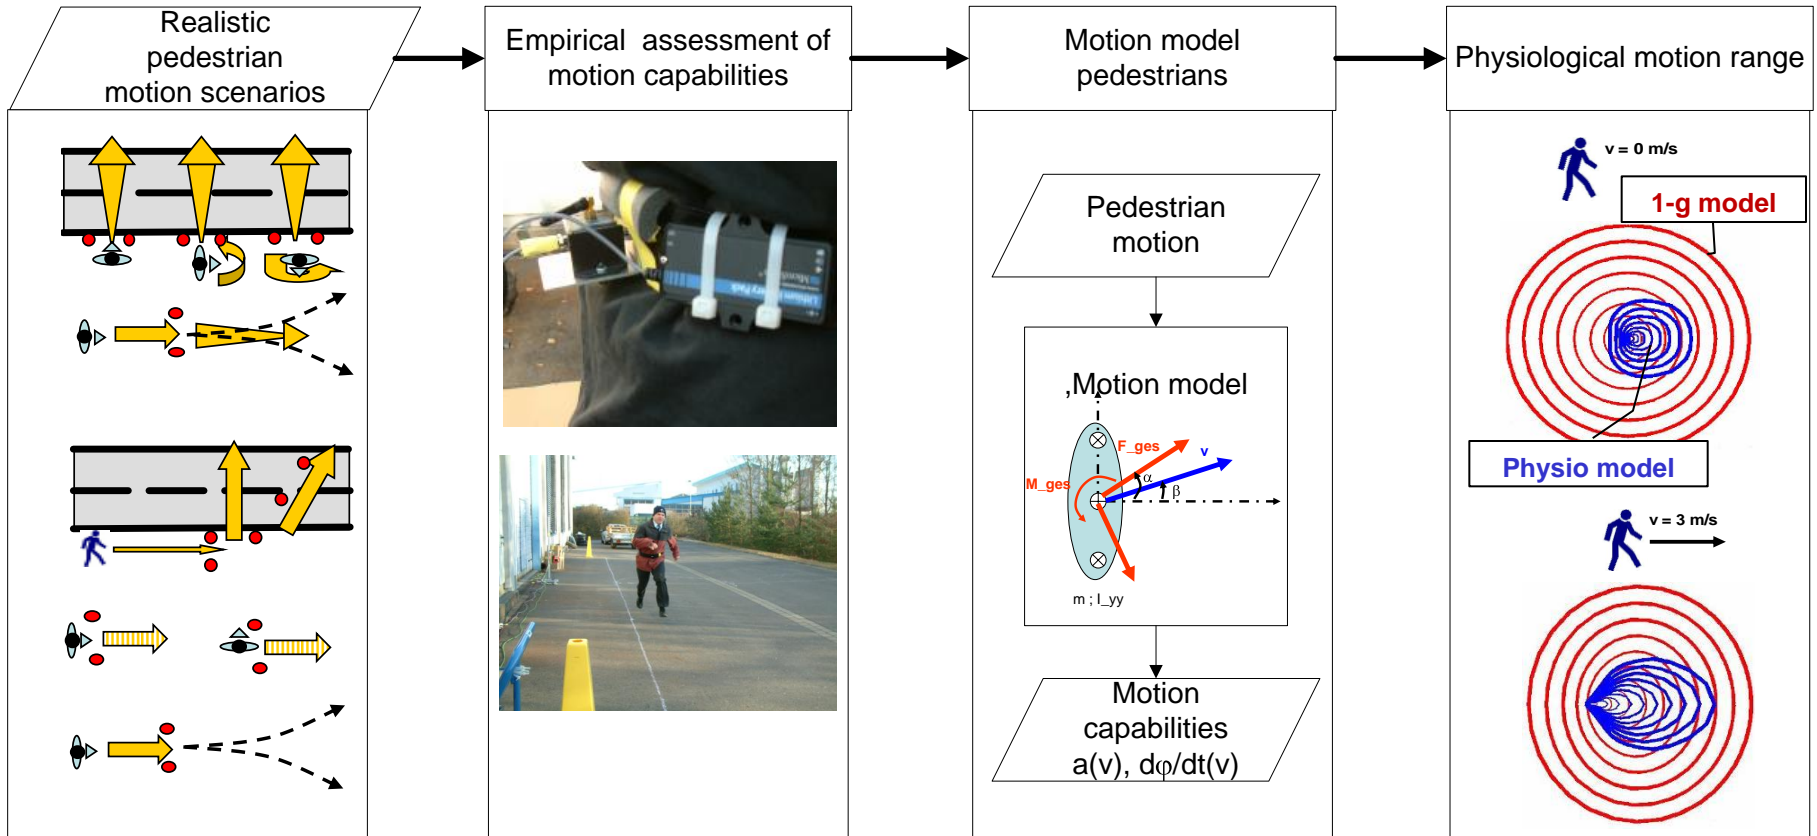 Realistic
pedestrian
motion scenarios
Empirical assessment of
motion capabilities
Motion model
pedestrians
Physiological motion range
Pedestrian
motion
,Motion model
F_ges
v
M_ges
α
β
m ; I_yy
Motion
capabilities
a(v), dφ/dt(v)
v = 0 m/s
1-g model
Physio model
v = 3 m/s